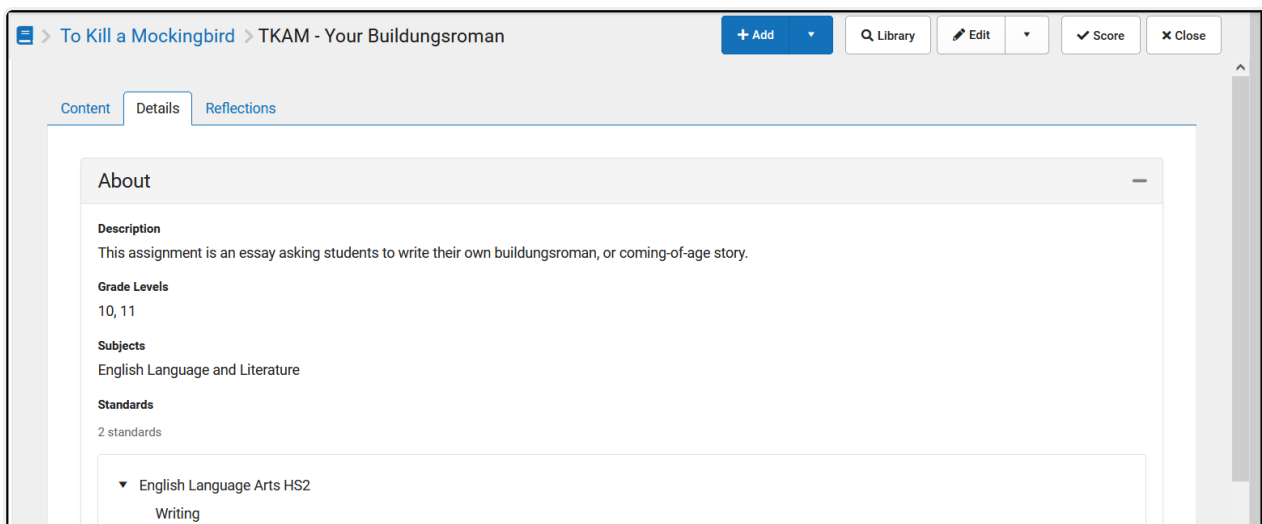 To Kill a Mockingbird > TKAM - Your Buildungsroman
+ Add
Library
Edit
Score
Close
Content
Details
Reflections
About
Description
This assignment is an essay asking students to write their own buildungsroman, or coming-of-age story.
Grade Levels
10, 11
Subjects
English Language and Literature
Standards
2 standards
English Language Arts HS2
Writing